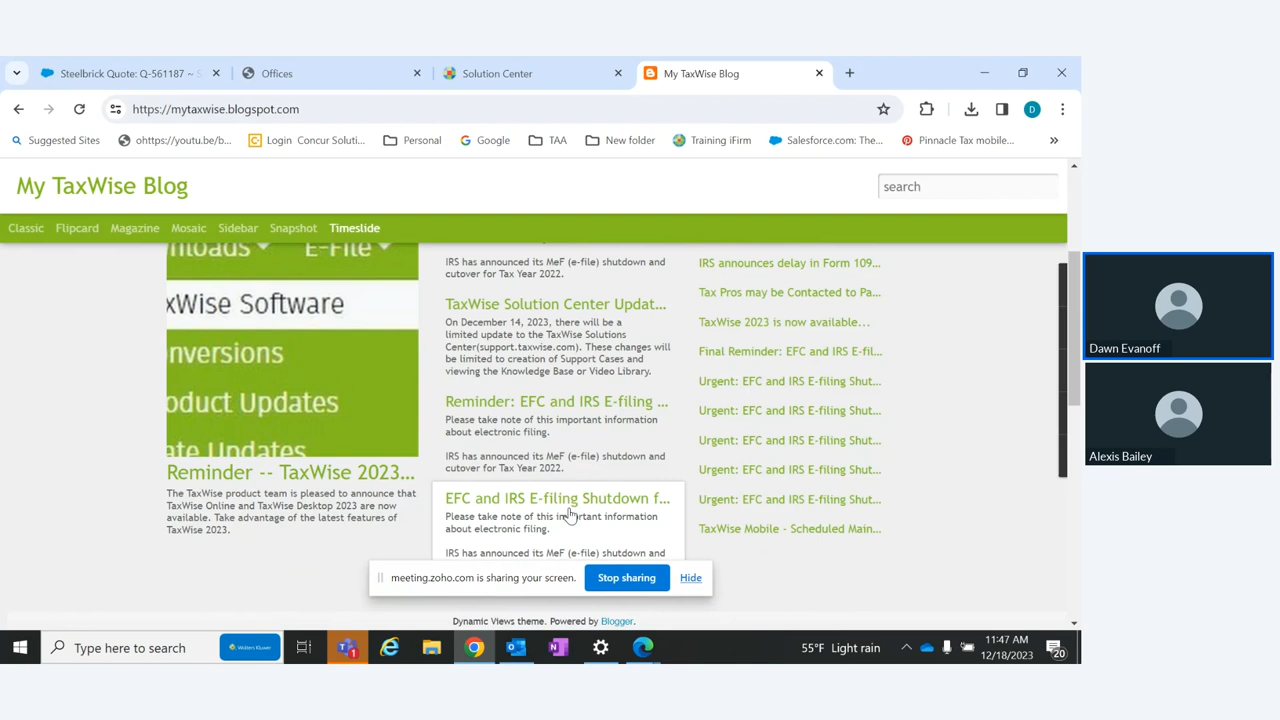 Steelbrick Quote: Q-561187 ~ S
Offices
Solution Center
My TaxWise Blog
https://mytaxwise.blogspot.com
D
Suggested Sites
ohttps://youtu.be/b...
Login Concur Soluti...
Personal
Google
TAA
New folder
Training iFirm
Salesforce.com: The...
Pinnacle Tax mobile...
My TaxWise Blog
search
Classic
Flipcard
Magazine
Mosaic
Sidebar
Snapshot
Timeslide
nloads
E-File
xWise Software
nversions
oduct Updates
ate Updates
Reminder -- TaxWise 2023...
The TaxWise product team is pleased to announce that
TaxWise Online and TaxWise Desktop 2023 are now
available. Take advantage of the latest features of
TaxWise 2023.
IRS has announced its MeF (e-file) shutdown and
cutover for Tax Year 2022.
TaxWise Solution Center Updat...
On December 14, 2023, there will be a
limited update to the TaxWise Solutions
Center(support.taxwise.com). These changes will
be limited to creation of Support Cases and
viewing the Knowledge Base or Video Library.
Reminder: EFC and IRS E-filing ...
Please take note of this important information
about electronic filing.
IRS has announced its MeF (e-file) shutdown and
cutover for Tax Year 2022.
EFC and IRS E-filing Shutdown f...
Please take note of this important information
about electronic filing.
IRS has announced its MeF (e-file) shutdown and
IRS announces delay in Form 109...
Tax Pros may be Contacted to Pa...
TaxWise 2023 is now available...
Final Reminder: EFC and IRS E-fil...
Urgent: EFC and IRS E-filing Shut...
Urgent: EFC and IRS E-filing Shut...
Urgent: EFC and IRS E-filing Shut...
Urgent: EFC and IRS E-filing Shut...
Urgent: EFC and IRS E-filing Shut...
TaxWise Mobile - Scheduled Main...
meeting.zoho.com is sharing your screen.
Stop sharing
Hide
Dynamic Views theme. Powered by Blogger.
Type here to search
Wolters Kluwer
1
55°F Light rain
11:47 AM
12/18/2023
20
Dawn Evanoff
Alexis Bailey